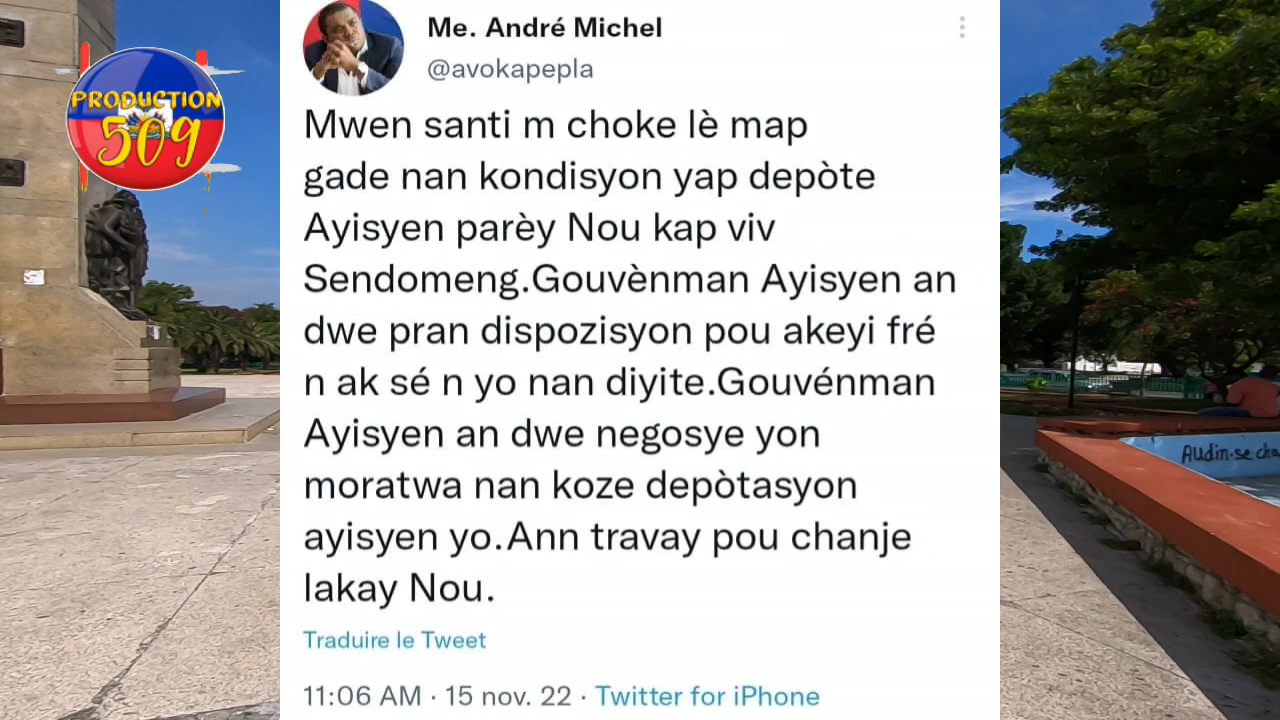 PRODUCTION
509
Me. André Michel
@avokapepla
Mwen santi m choke lè map
gade nan kondisyon yap depòte
Ayisyen parèy Nou kap viv
Sendomeng.Gouvènman Ayisyen an
dwe pran dispozisyon pou akeyi fré
n ak sé n yo nan diyite.Gouvénman
Ayisyen an dwe negosye yon
moratwa nan koze depòtasyon
ayisyen yo.Ann travay pou chanje
lakay Nou.
Traduire le Tweet
11:06 AM · 15 nov. 22 · Twitter for iPhone